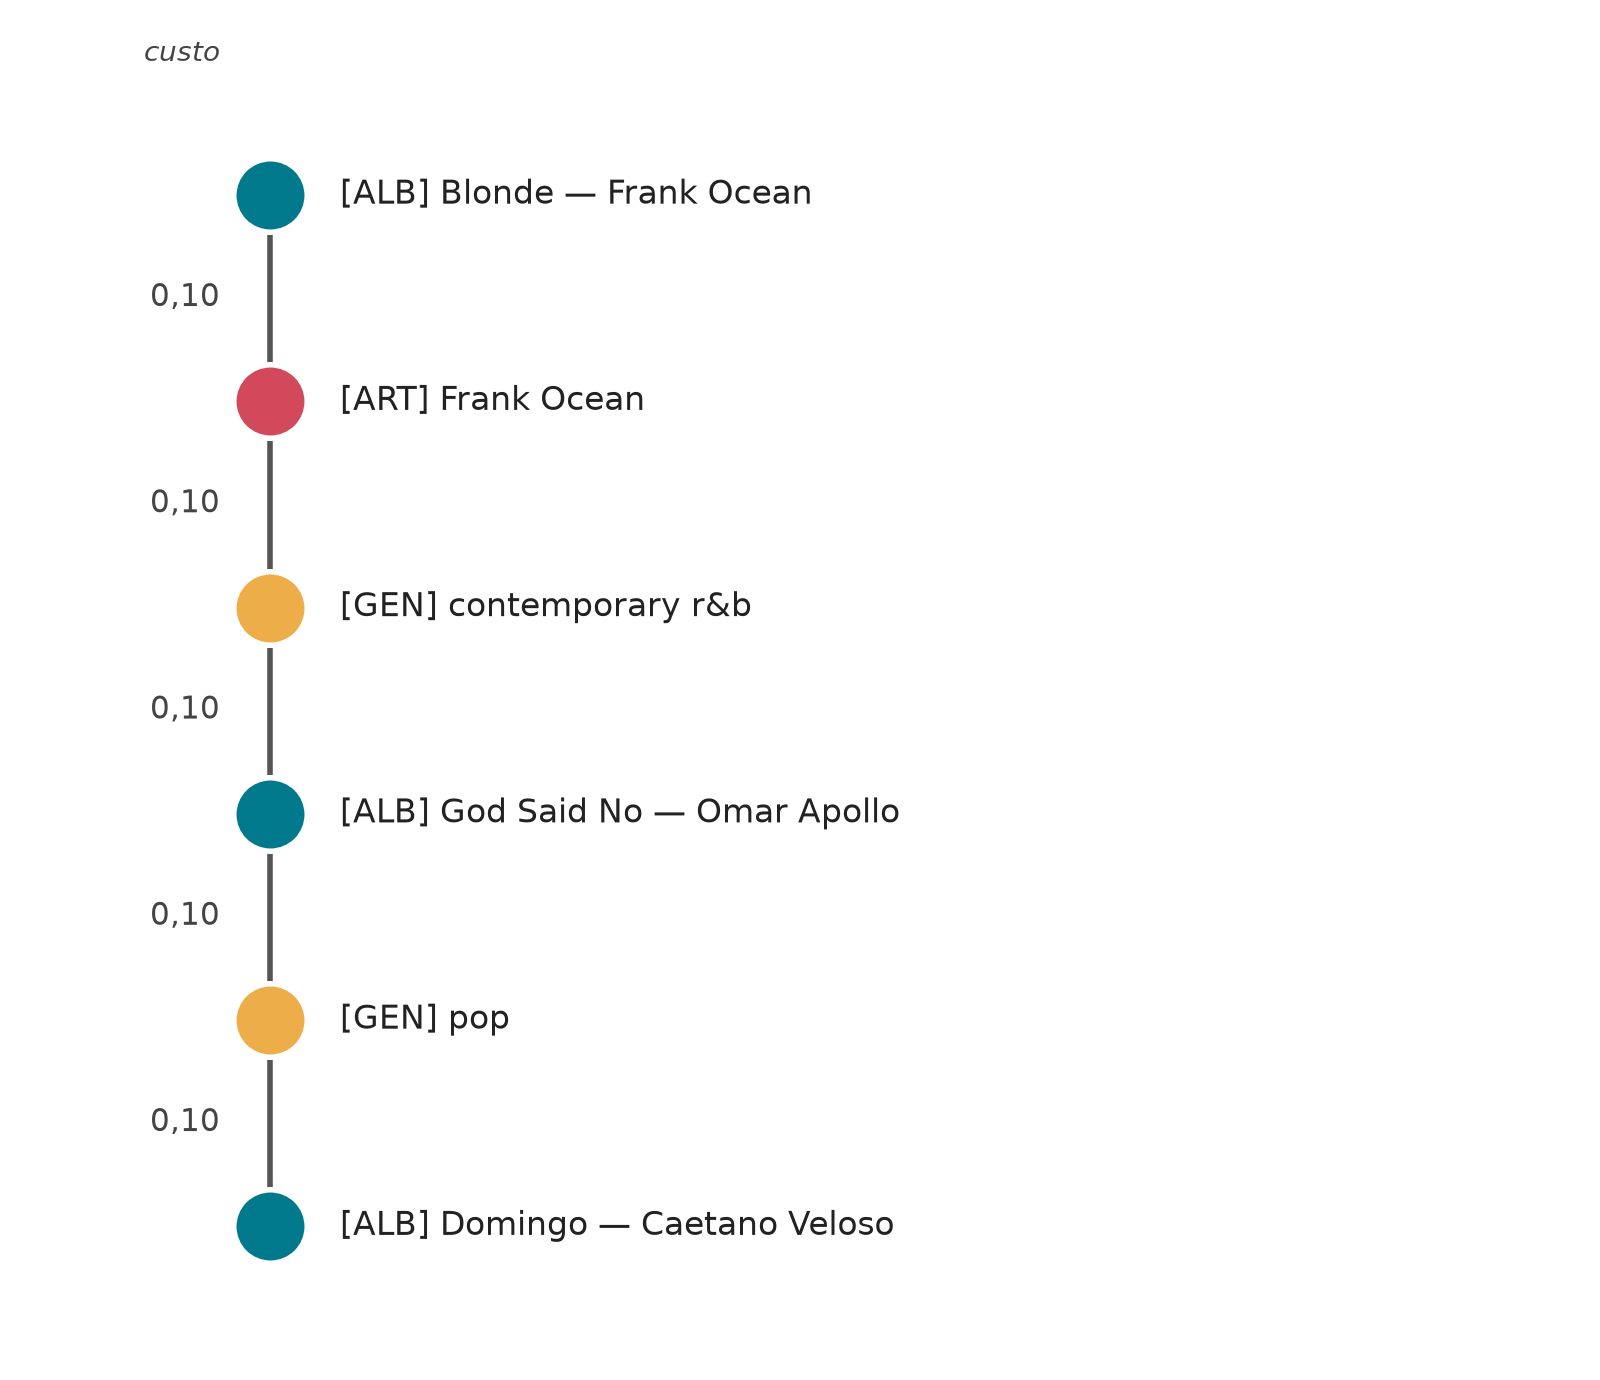 custo
[ALB] Blonde — Frank Ocean
0,10
[ART] Frank Ocean
0,10
[GEN] contemporary r&b
0,10
[ALB] God Said No — Omar Apollo
0,10
[GEN] pop
0,10
[ALB] Domingo — Caetano Veloso